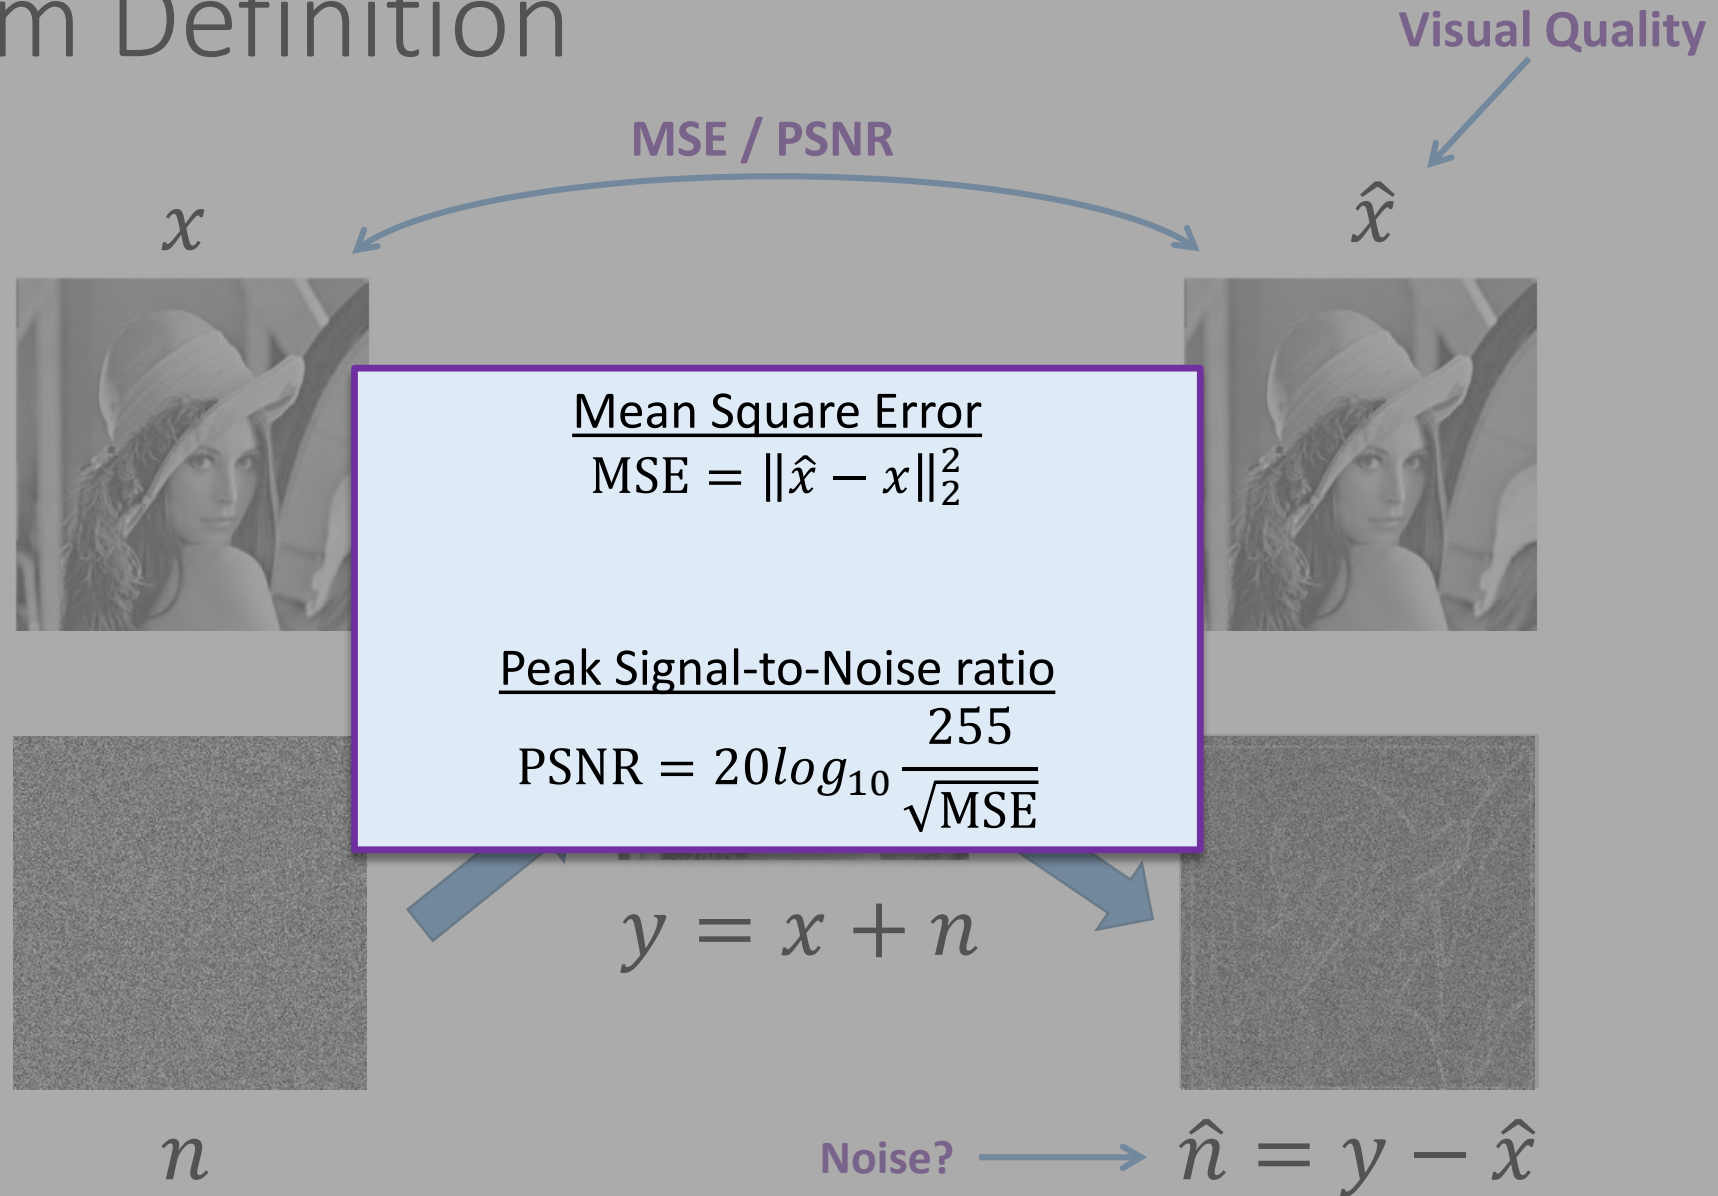 m Definition
Visual Quality
MSE / PSNR
x
x̂
Mean Square Error
MSE = ‖x̂ − x‖₂²
Peak Signal-to-Noise ratio
PSNR = 20log₁₀ 255/√MSE
y = x + n
n
Noise?
n̂ = y − x̂